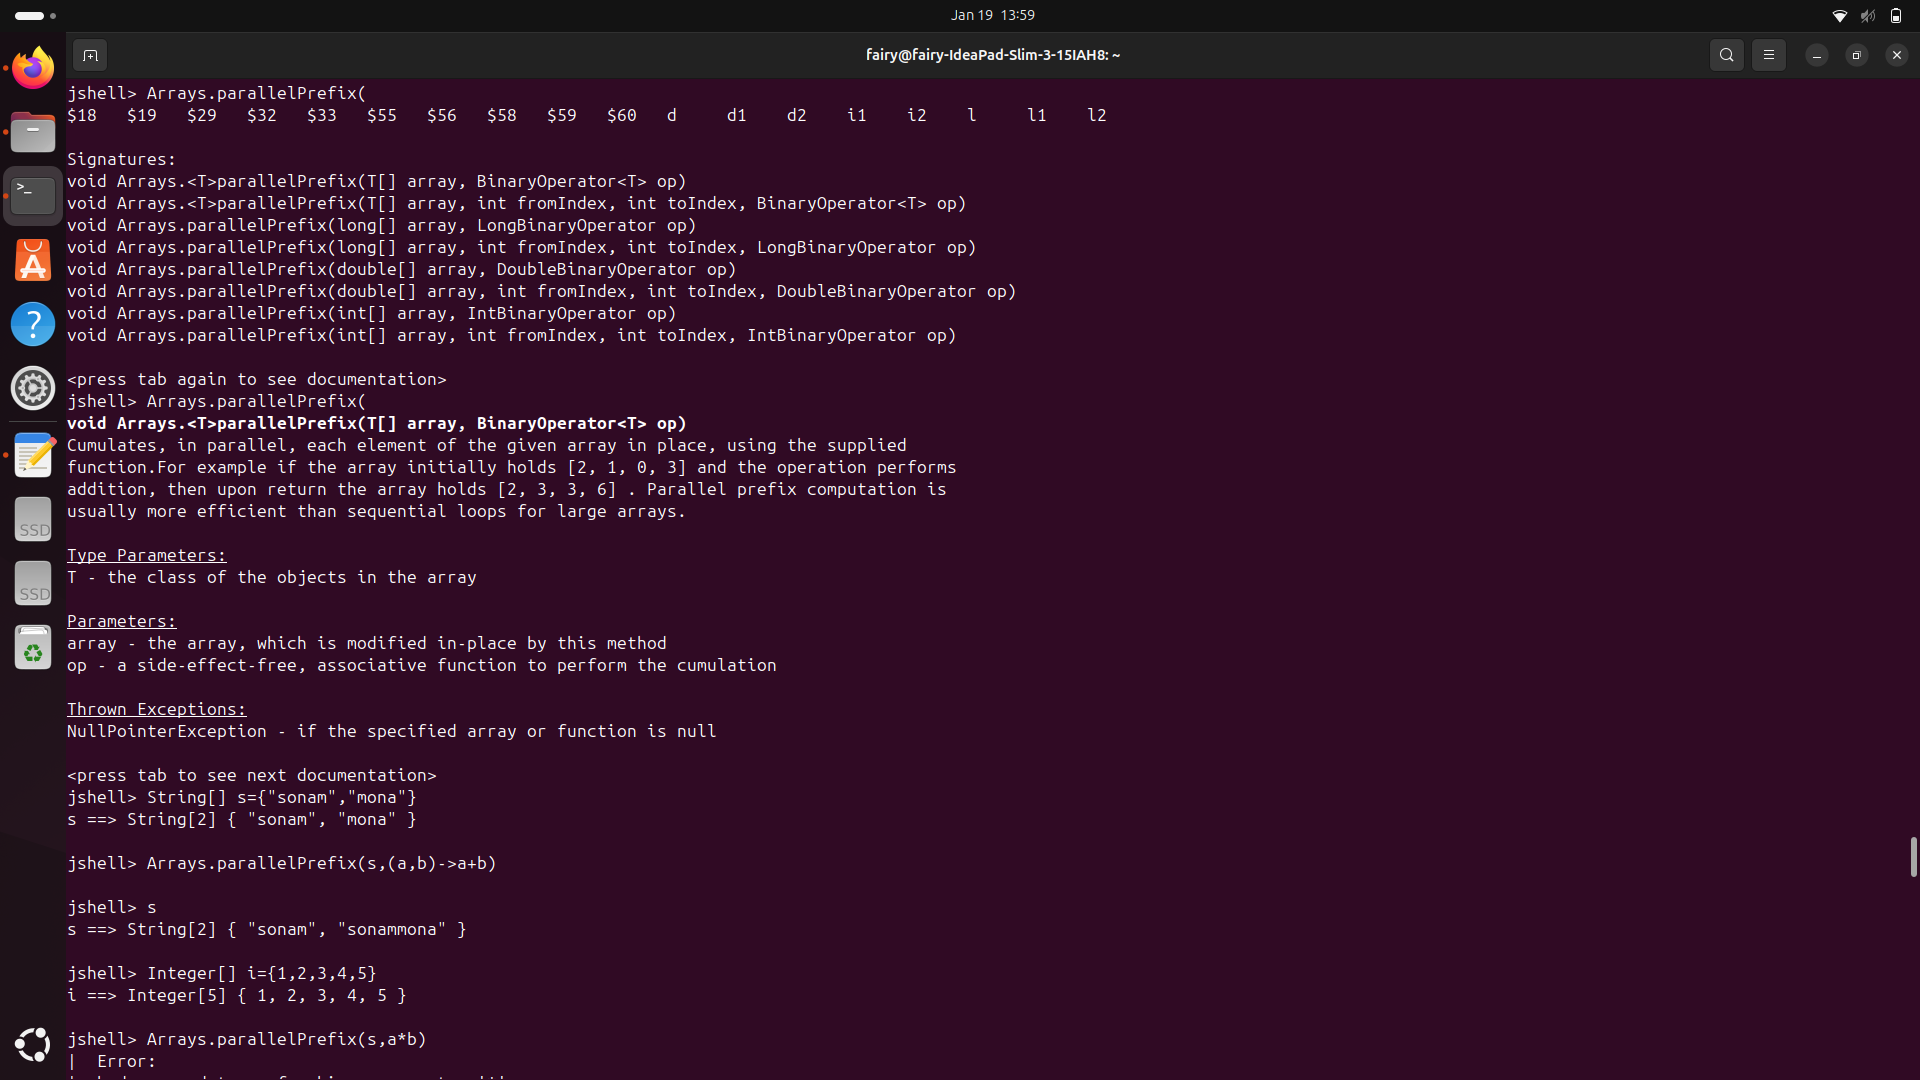 Jan 19 13:59
fairy@fairy-IdeaPad-Slim-3-15IAH8: ~
jshell> Arrays.parallelPrefix(
$18 $19 $29 $32 $33 $55 $56 $58 $59 $60 d d1 d2 i1 i2 l l1 l2
Signatures:
void Arrays.<T>parallelPrefix(T[] array, BinaryOperator<T> op)
void Arrays.<T>parallelPrefix(T[] array, int fromIndex, int toIndex, BinaryOperator<T> op)
void Arrays.parallelPrefix(long[] array, LongBinaryOperator op)
void Arrays.parallelPrefix(long[] array, int fromIndex, int toIndex, LongBinaryOperator op)
void Arrays.parallelPrefix(double[] array, DoubleBinaryOperator op)
void Arrays.parallelPrefix(double[] array, int fromIndex, int toIndex, DoubleBinaryOperator op)
void Arrays.parallelPrefix(int[] array, IntBinaryOperator op)
void Arrays.parallelPrefix(int[] array, int fromIndex, int toIndex, IntBinaryOperator op)
<press tab again to see documentation>
jshell> Arrays.parallelPrefix(
void Arrays.<T>parallelPrefix(T[] array, BinaryOperator<T> op)
Cumulates, in parallel, each element of the given array in place, using the supplied
function.For example if the array initially holds [2, 1, 0, 3] and the operation performs
addition, then upon return the array holds [2, 3, 3, 6] . Parallel prefix computation is
usually more efficient than sequential loops for large arrays.
Type Parameters:
T - the class of the objects in the array
Parameters:
array - the array, which is modified in-place by this method
op - a side-effect-free, associative function to perform the cumulation
Thrown Exceptions:
NullPointerException - if the specified array or function is null
<press tab to see next documentation>
jshell> String[] s={"sonam","mona"}
s ==> String[2] { "sonam", "mona" }
jshell> Arrays.parallelPrefix(s,(a,b)->a+b)
jshell> s
s ==> String[2] { "sonam", "sonammona" }
jshell> Integer[] i={1,2,3,4,5}
i ==> Integer[5] { 1, 2, 3, 4, 5 }
jshell> Arrays.parallelPrefix(s,a*b)
| Error:
SSD
SSD